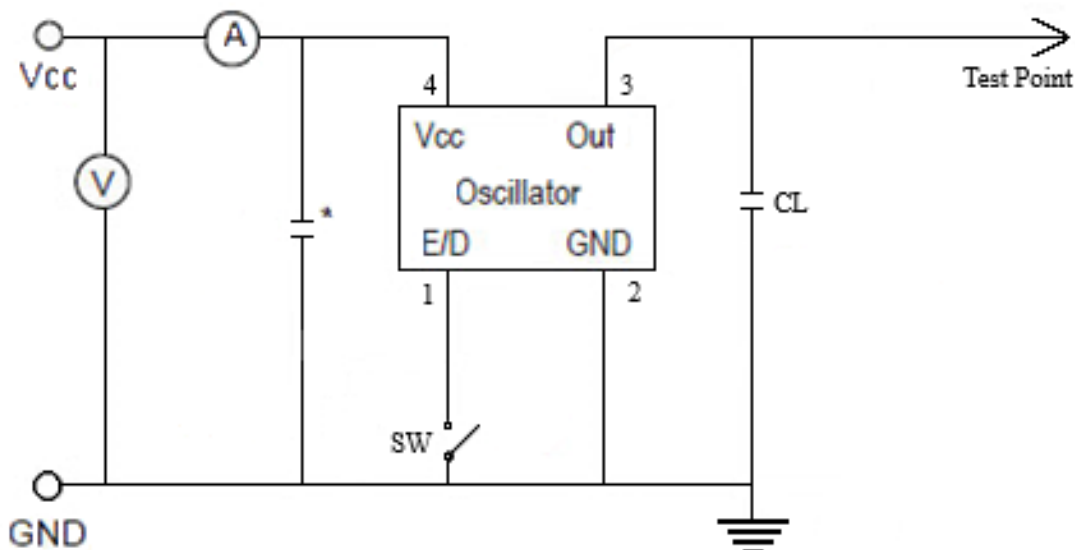 A
Vcc
Test Point
4
3
Vcc
Out
V
Oscillator
CL
*
E/D
GND
1
2
SW
GND